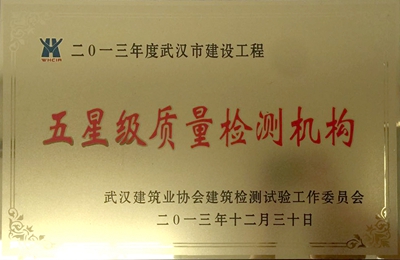 WHCIA
二〇一三年度武汉市建设工程
五星级质量检测机构
武汉建筑业协会建筑检测试验工作委员会
二〇一三年十二月三十日